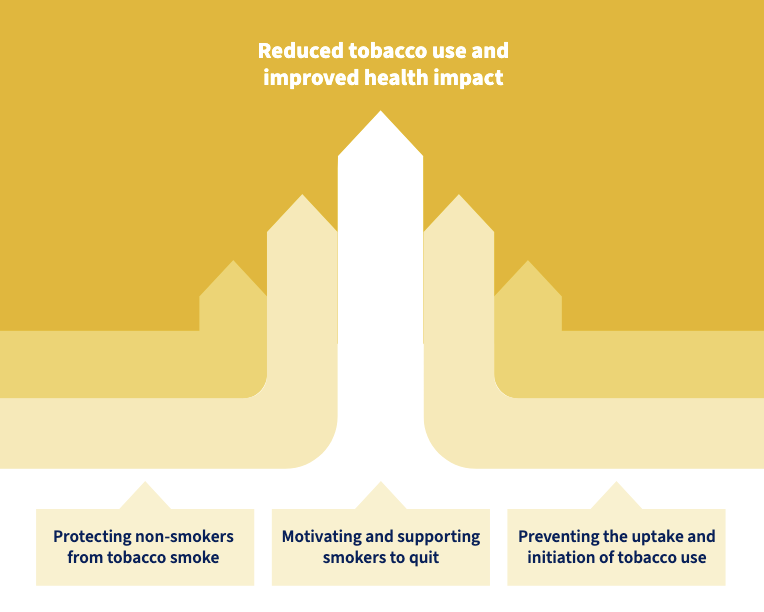 Reduced tobacco use and
improved health impact
Protecting non-smokers
from tobacco smoke
Motivating and supporting
smokers to quit
Preventing the uptake and
initiation of tobacco use